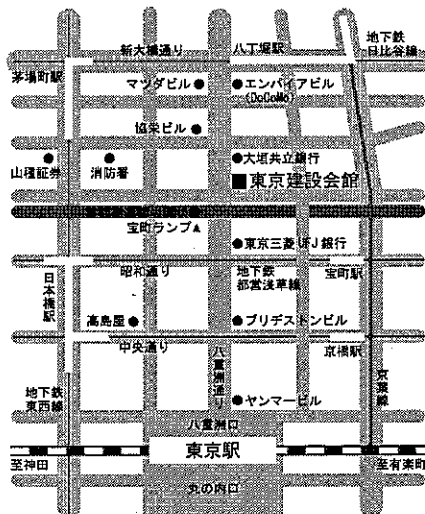 新大橋通り
八丁堀駅
地下鉄
日比谷線
茅場町駅
マツダビル
エンパイアビル
(DoCoMo)
協栄ビル
山種証券
消防署
大垣共立銀行
東京建設会館
宝町ランプ
東京三菱UFJ銀行
日本橋駅
昭和通り
地下鉄
都営浅草線
宝町駅
高島屋
ブリヂストンビル
中央通り
京橋駅
八重洲通り
京葉線
地下鉄
東西線
ヤンマービル
八重洲口
東京駅
至神田
至有楽町
丸の内口